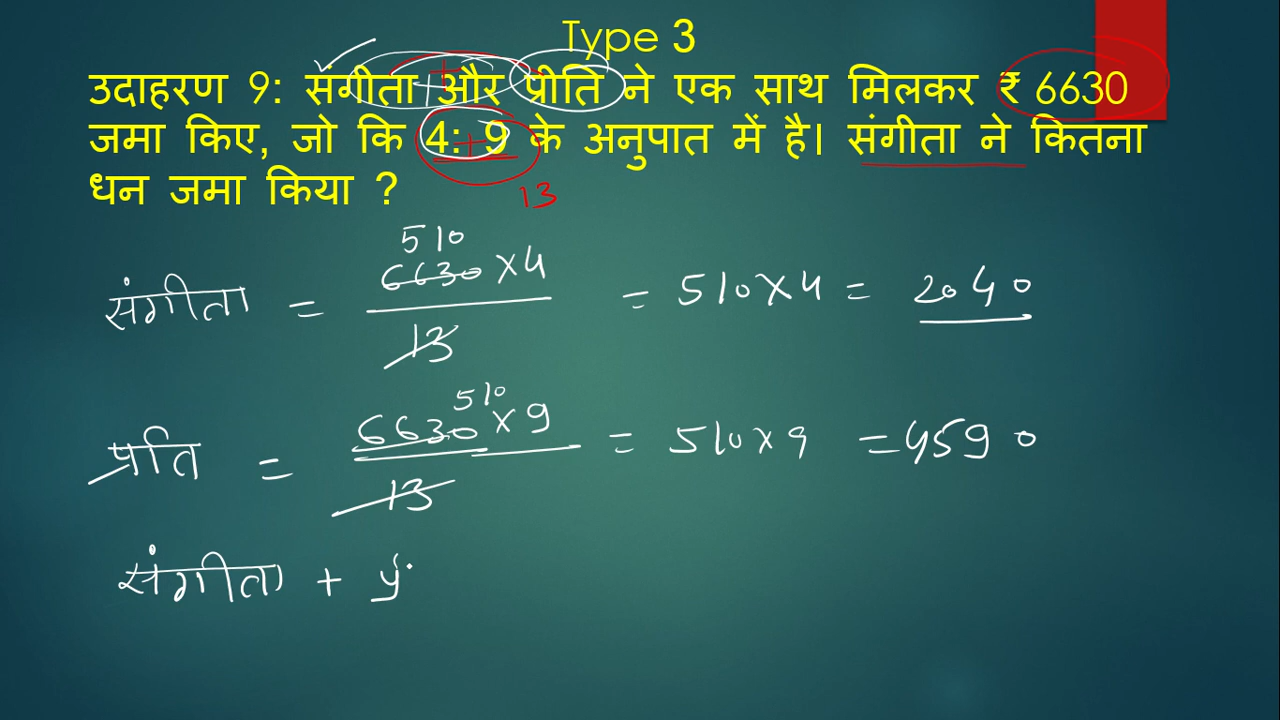 Type 3
उदाहरण 9: संगीता और प्रीति ने एक साथ मिलकर ₹ 6630
जमा किए, जो कि 4: 9 के अनुपात में है। संगीता ने कितना
धन जमा किया ?
13
510
संगीता = 6630 x 4 / 13 = 510 x 4 = 2040
510
प्रति = 6630 x 9 / 13 = 510 x 9 = 4590
संगीता +